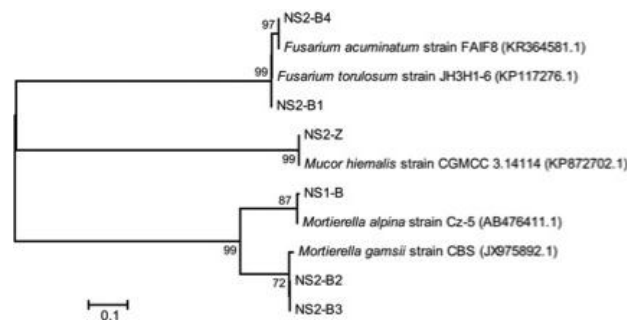 NS2-B4
97
Fusarium acuminatum strain FAIF8 (KR364581.1)
99
Fusarium torulosum strain JH3H1-6 (KP117276.1)
NS2-B1
NS2-Z
99
Mucor hiemalis strain CGMCC 3.14114 (KP872702.1)
NS1-B
87
Mortierella alpina strain Cz-5 (AB476411.1)
99
Mortierella gamsii strain CBS (JX975892.1)
72
NS2-B2
NS2-B3
0.1